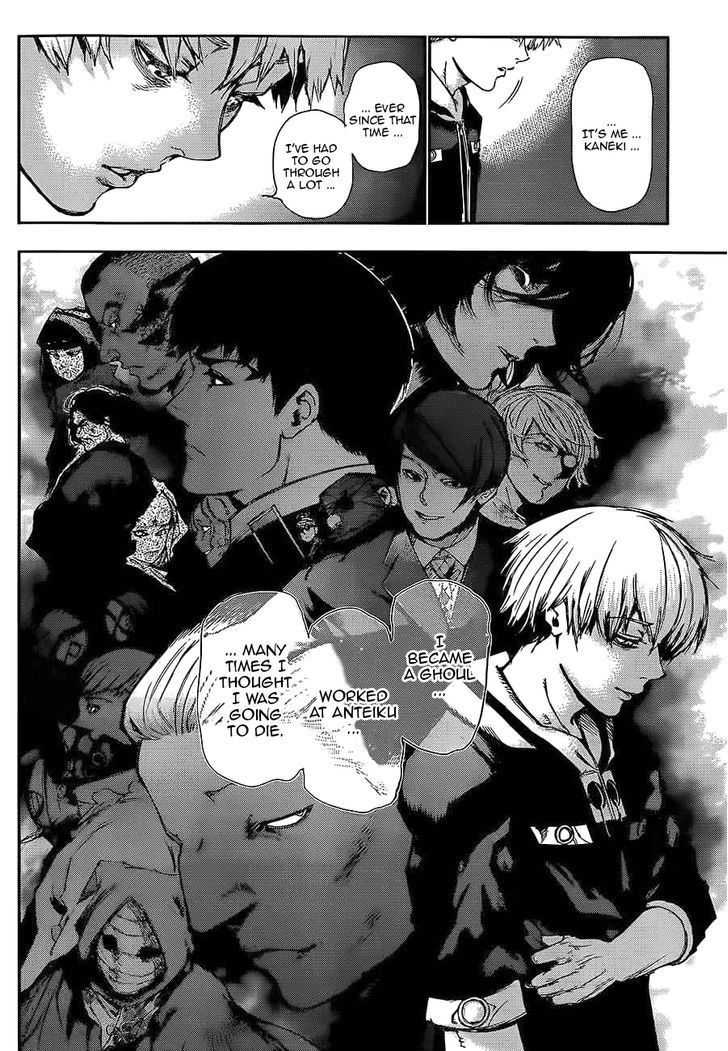 ...
IT'S ME ...
KANEKI ...
... EVER
SINCE THAT
TIME ...
I'VE HAD
TO GO
THROUGH
A LOT ...
I
BECAME
A GHOUL
...
WORKED
AT ANTEIKU
...
... MANY
TIMES I
THOUGHT
I WAS
GOING
TO DIE.